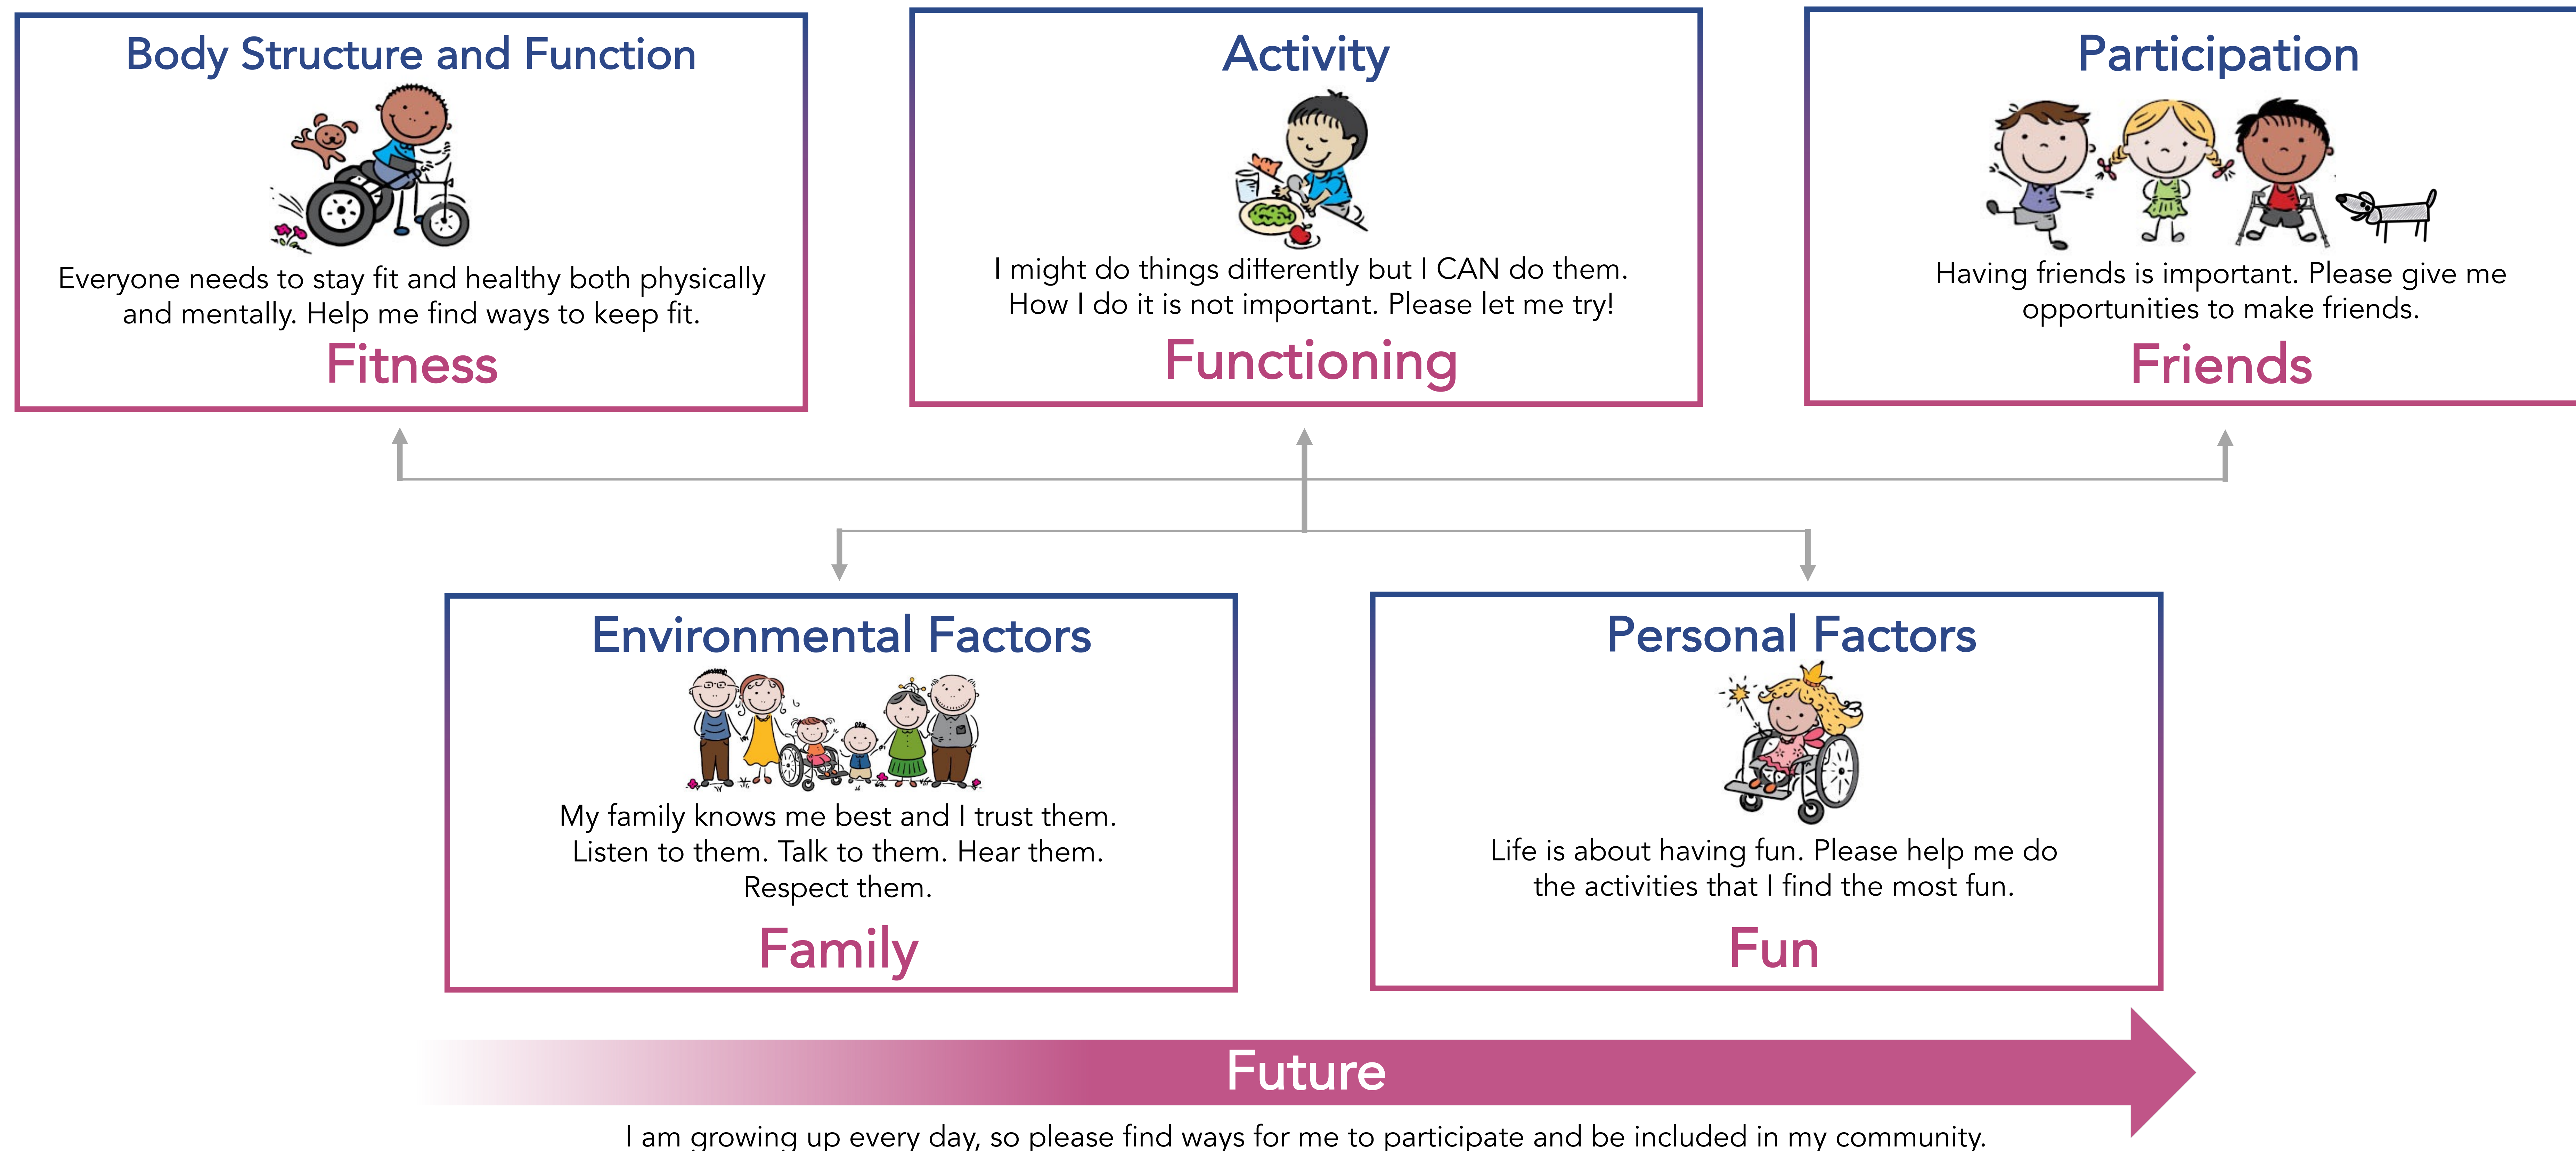 Body Structure and Function
Everyone needs to stay fit and healthy both physically
and mentally. Help me find ways to keep fit.
Fitness
Activity
I might do things differently but I CAN do them.
How I do it is not important. Please let me try!
Functioning
Participation
Having friends is important. Please give me
opportunities to make friends.
Friends
Environmental Factors
My family knows me best and I trust them.
Listen to them. Talk to them. Hear them.
Respect them.
Family
Personal Factors
Life is about having fun. Please help me do
the activities that I find the most fun.
Fun
Future
I am growing up every day, so please find ways for me to participate and be included in my community.